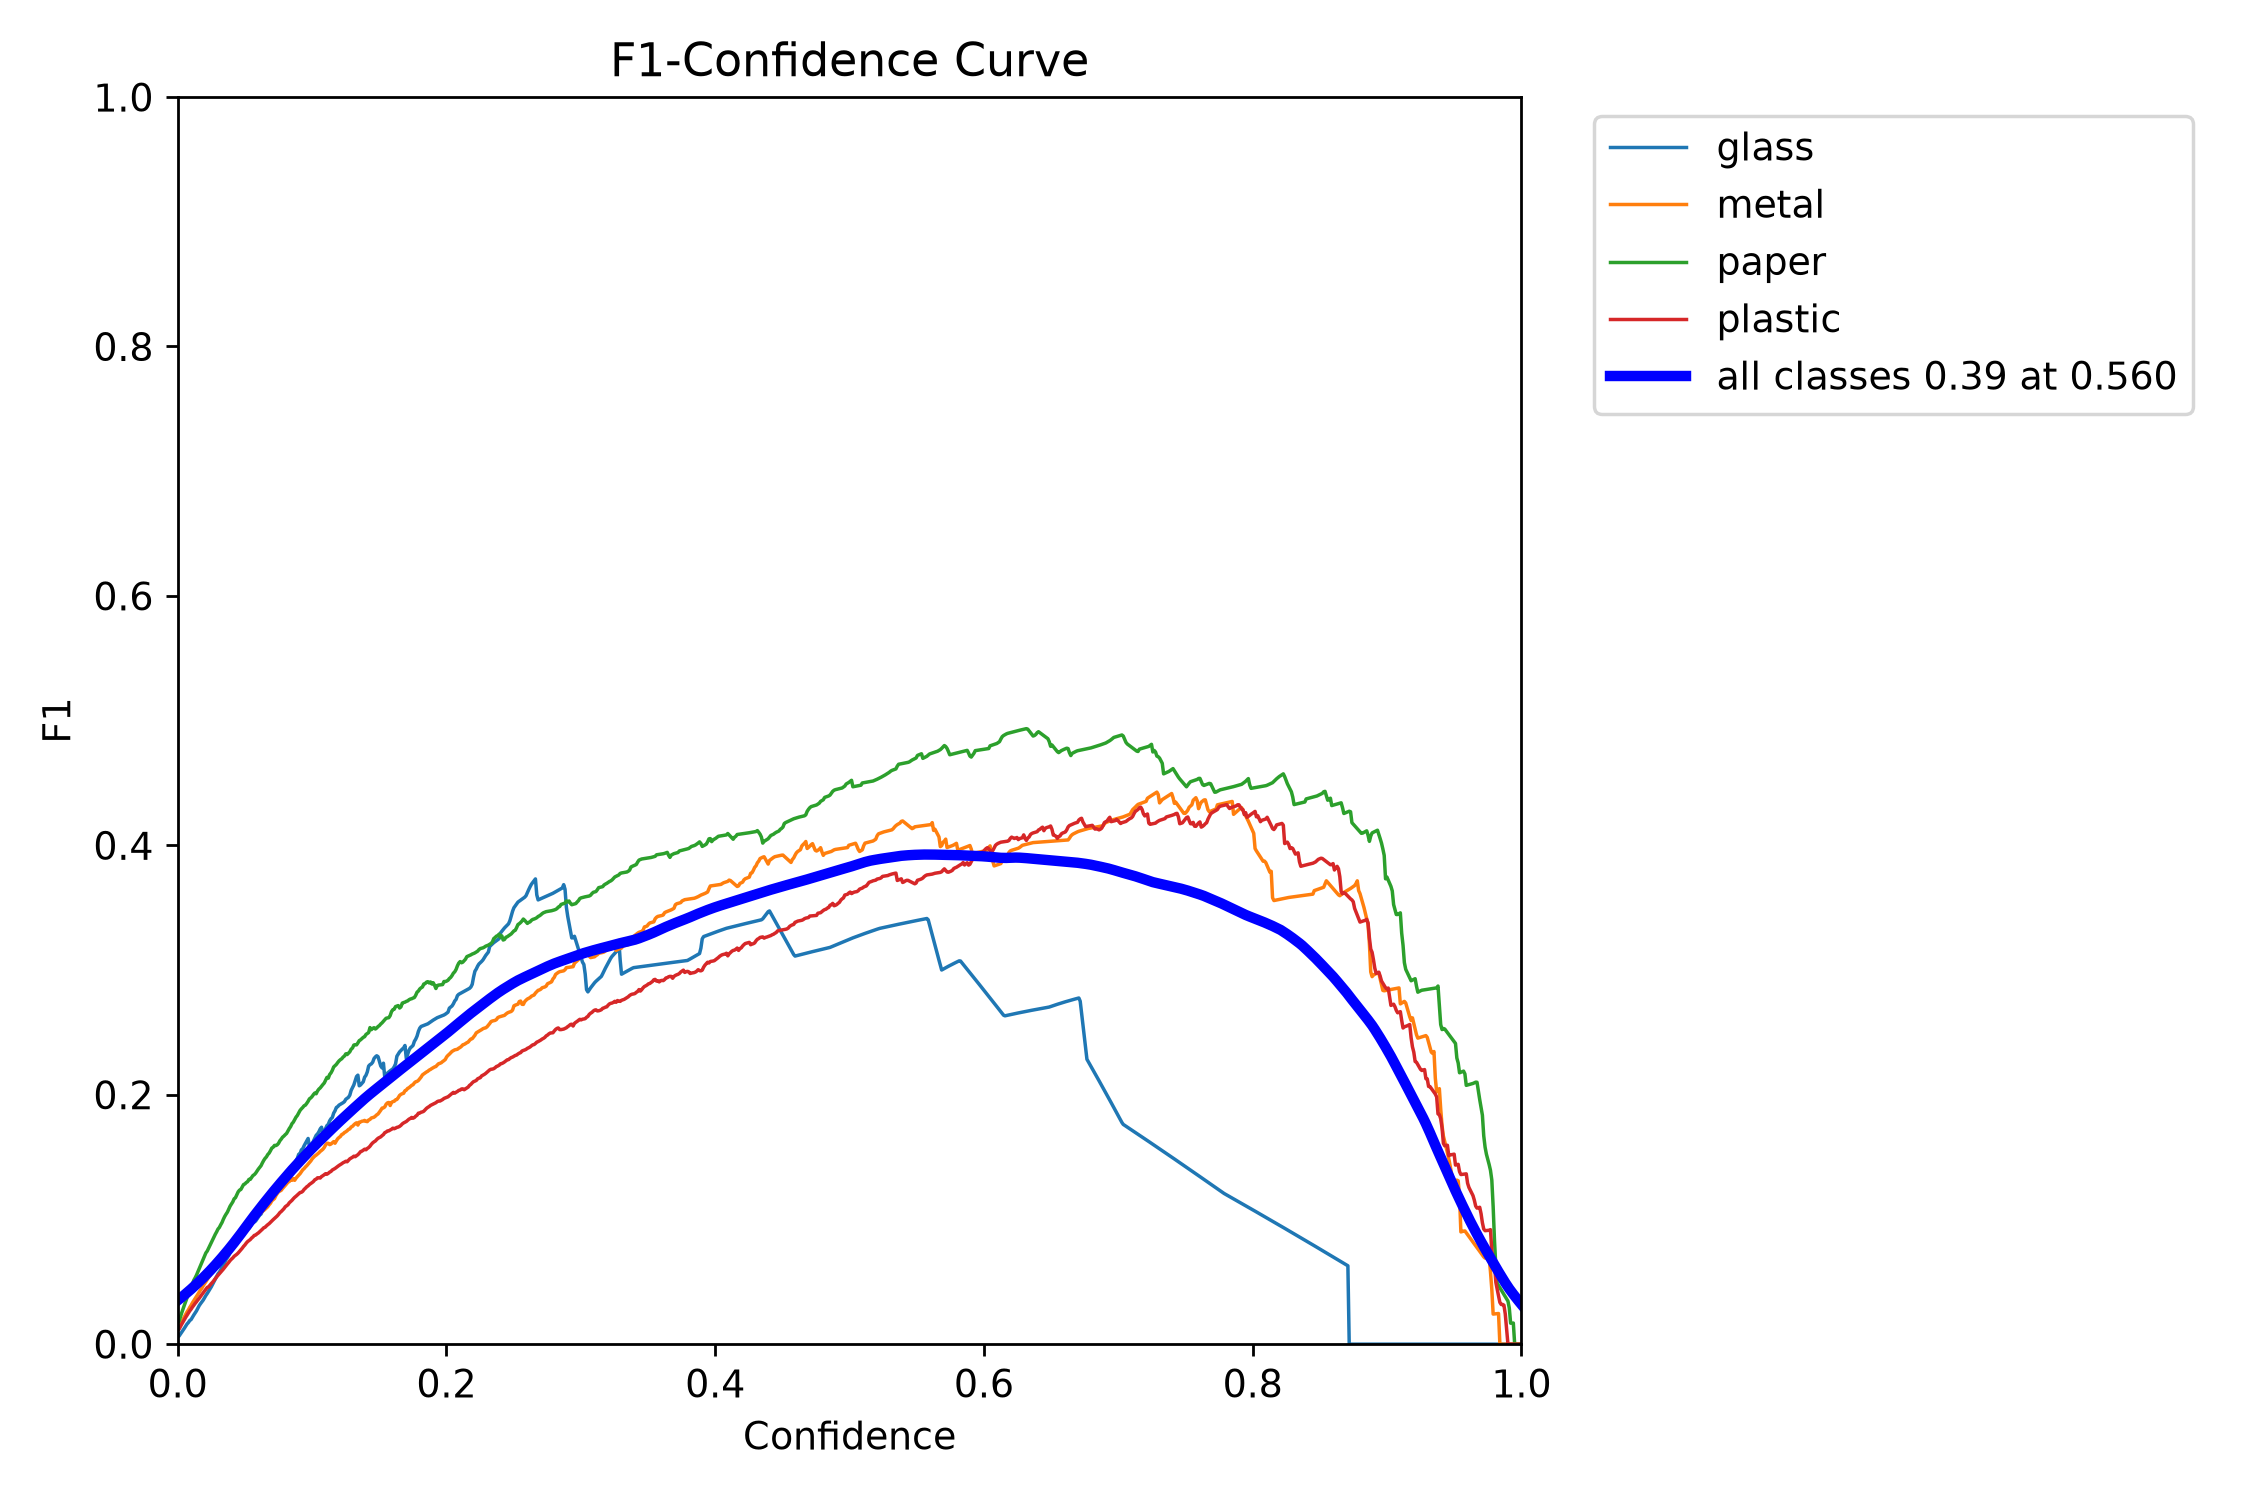 F1-Confidence Curve
1.0
0.8
0.6
0.4
0.2
0.0
F1
0.0 0.2 0.4 0.6 0.8 1.0
Confidence
glass
metal
paper
plastic
all classes 0.39 at 0.560